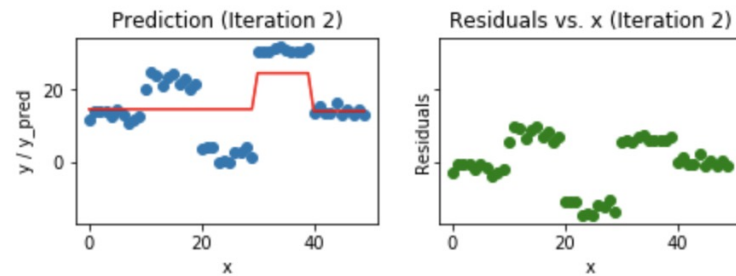 Prediction (Iteration 2)
y / y_pred
20
0
0
20
40
x
Residuals vs. x (Iteration 2)
Residuals
0
20
40
x